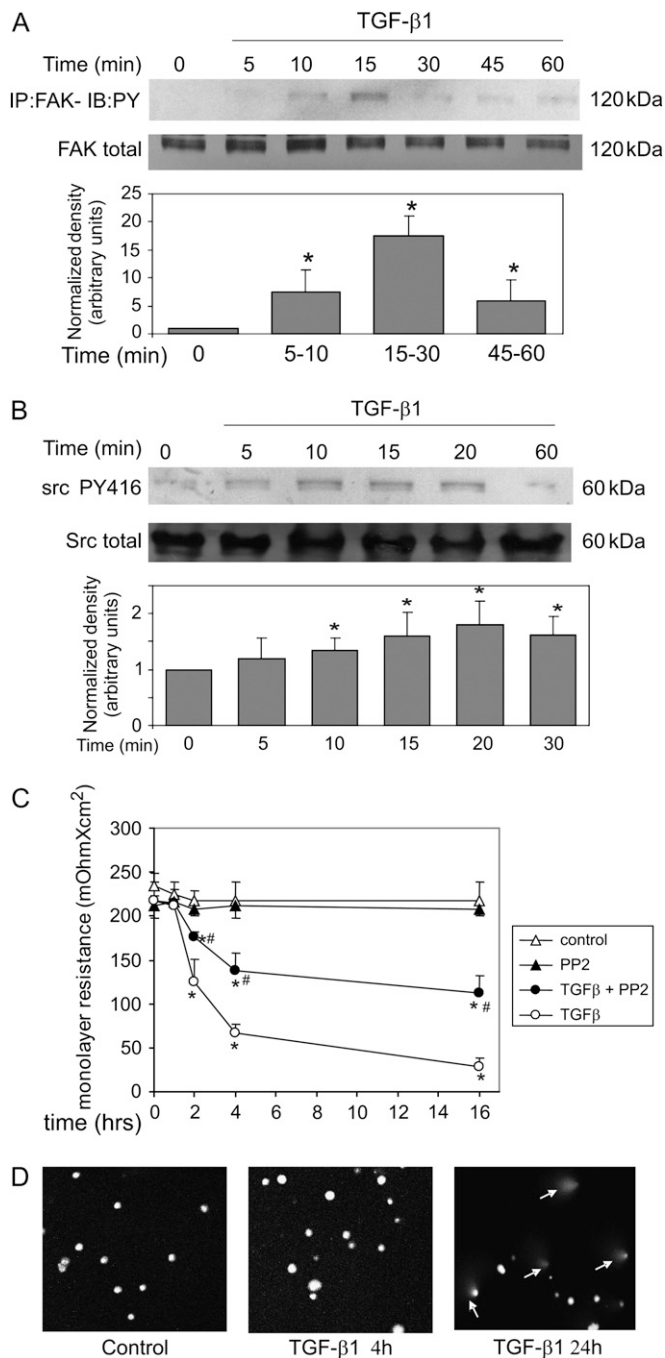 A
TGF-β1
Time (min) 0 5 10 15 30 45 60
IP:FAK- IB:PY 120 kDa
FAK total 120 kDa
Normalized density
(arbitrary units)
25
20
15
10
5
0
* * *
Time (min) 0 5-10 15-30 45-60
B
TGF-β1
Time (min) 0 5 10 15 20 60
src PY416 60 kDa
Src total 60 kDa
Normalized density
(arbitrary units)
2
1
0
* * * *
Time (min) 0 5 10 15 20 30
C
monolayer resistance (mOhmXcm2)
300
250
200
150
100
50
0
*# *# *#
* * *
time (hrs) 0 2 4 6 8 10 12 14 16
control
PP2
TGFβ + PP2
TGFβ
D
Control TGF-β1 4h TGF-β1 24h